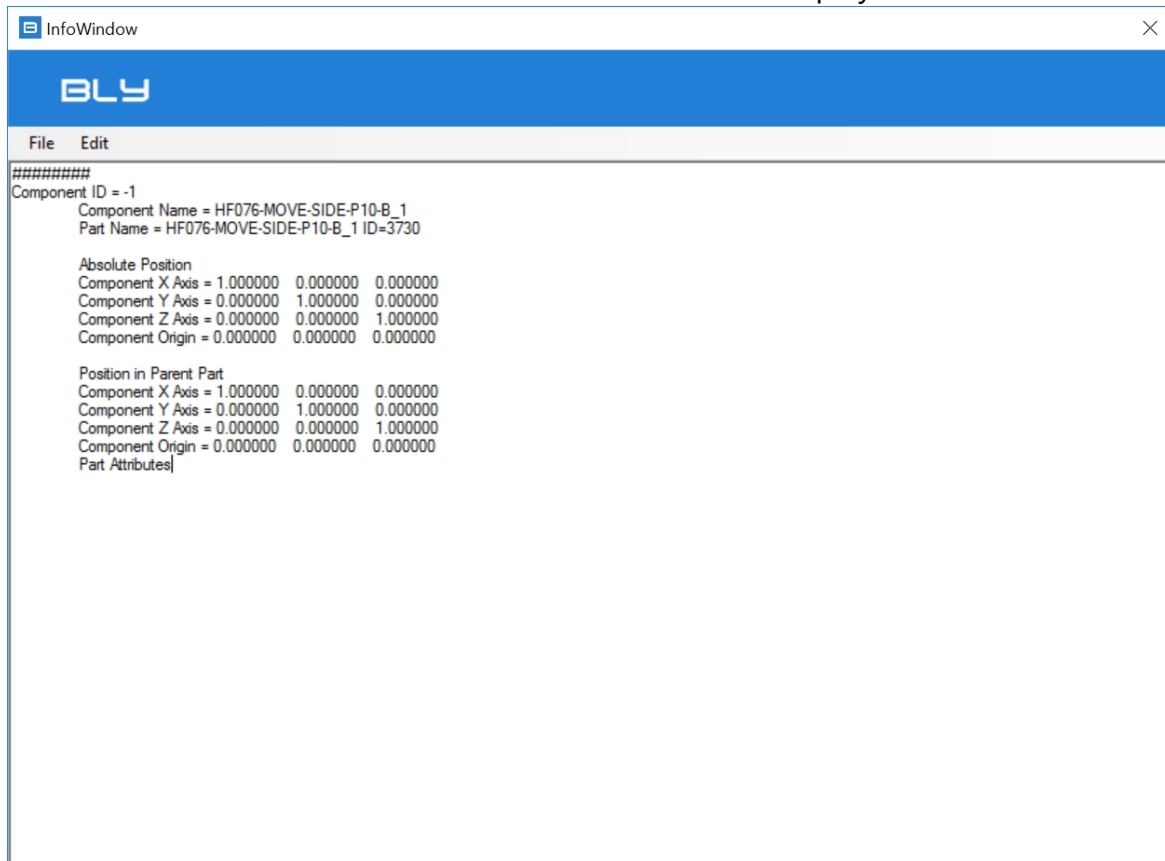 InfoWindow
BLY
File Edit
########
Component ID = -1
Component Name = HF076-MOVE-SIDE-P10-B_1
Part Name = HF076-MOVE-SIDE-P10-B_1 ID=3730
Absolute Position
Component X Axis = 1.000000 0.000000 0.000000
Component Y Axis = 0.000000 1.000000 0.000000
Component Z Axis = 0.000000 0.000000 1.000000
Component Origin = 0.000000 0.000000 0.000000
Position in Parent Part
Component X Axis = 1.000000 0.000000 0.000000
Component Y Axis = 0.000000 1.000000 0.000000
Component Z Axis = 0.000000 0.000000 1.000000
Component Origin = 0.000000 0.000000 0.000000
Part Attributes